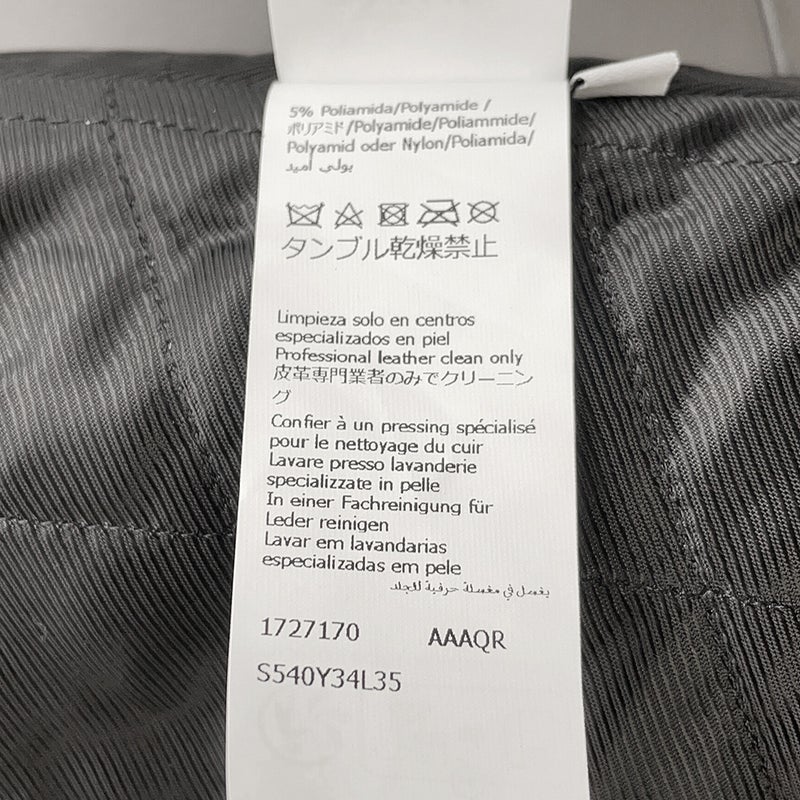 5% Poliamida/Polyamide /
ポリアミド/Polyamide/Poliammide/
Polyamid oder Nylon/Poliamida/
بولي أميد
タンブル乾燥禁止
Limpieza solo en centros
especializados en piel
Professional leather clean only
皮革専門業者のみでクリーニン
グ
Confier à un pressing spécialisé
pour le nettoyage du cuir
Lavare presso lavanderie
specializzate in pelle
In einer Fachreinigung für
Leder reinigen
Lavar em lavandarias
especializadas em pele
يغسل في مغسلة حرفية للجلد
1727170 AAAQR
S540Y34L35